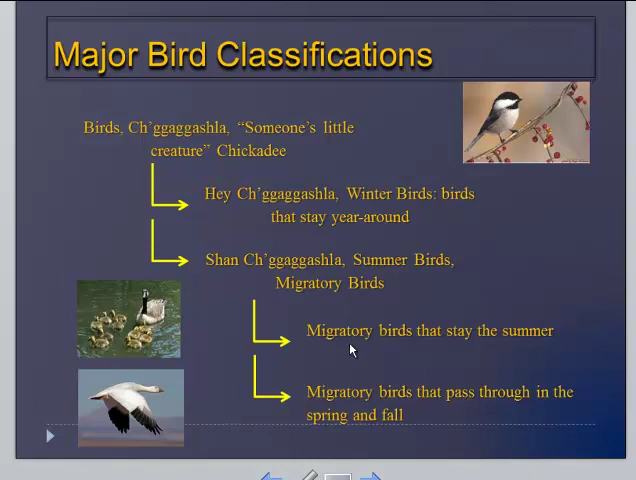 Major Bird Classifications
Birds, Ch’ggaggashla, “Someone’s little
creature” Chickadee
Hey Ch’ggaggashla, Winter Birds: birds
that stay year-around
Shan Ch’ggaggashla, Summer Birds,
Migratory Birds
Migratory birds that stay the summer
Migratory birds that pass through in the
spring and fall